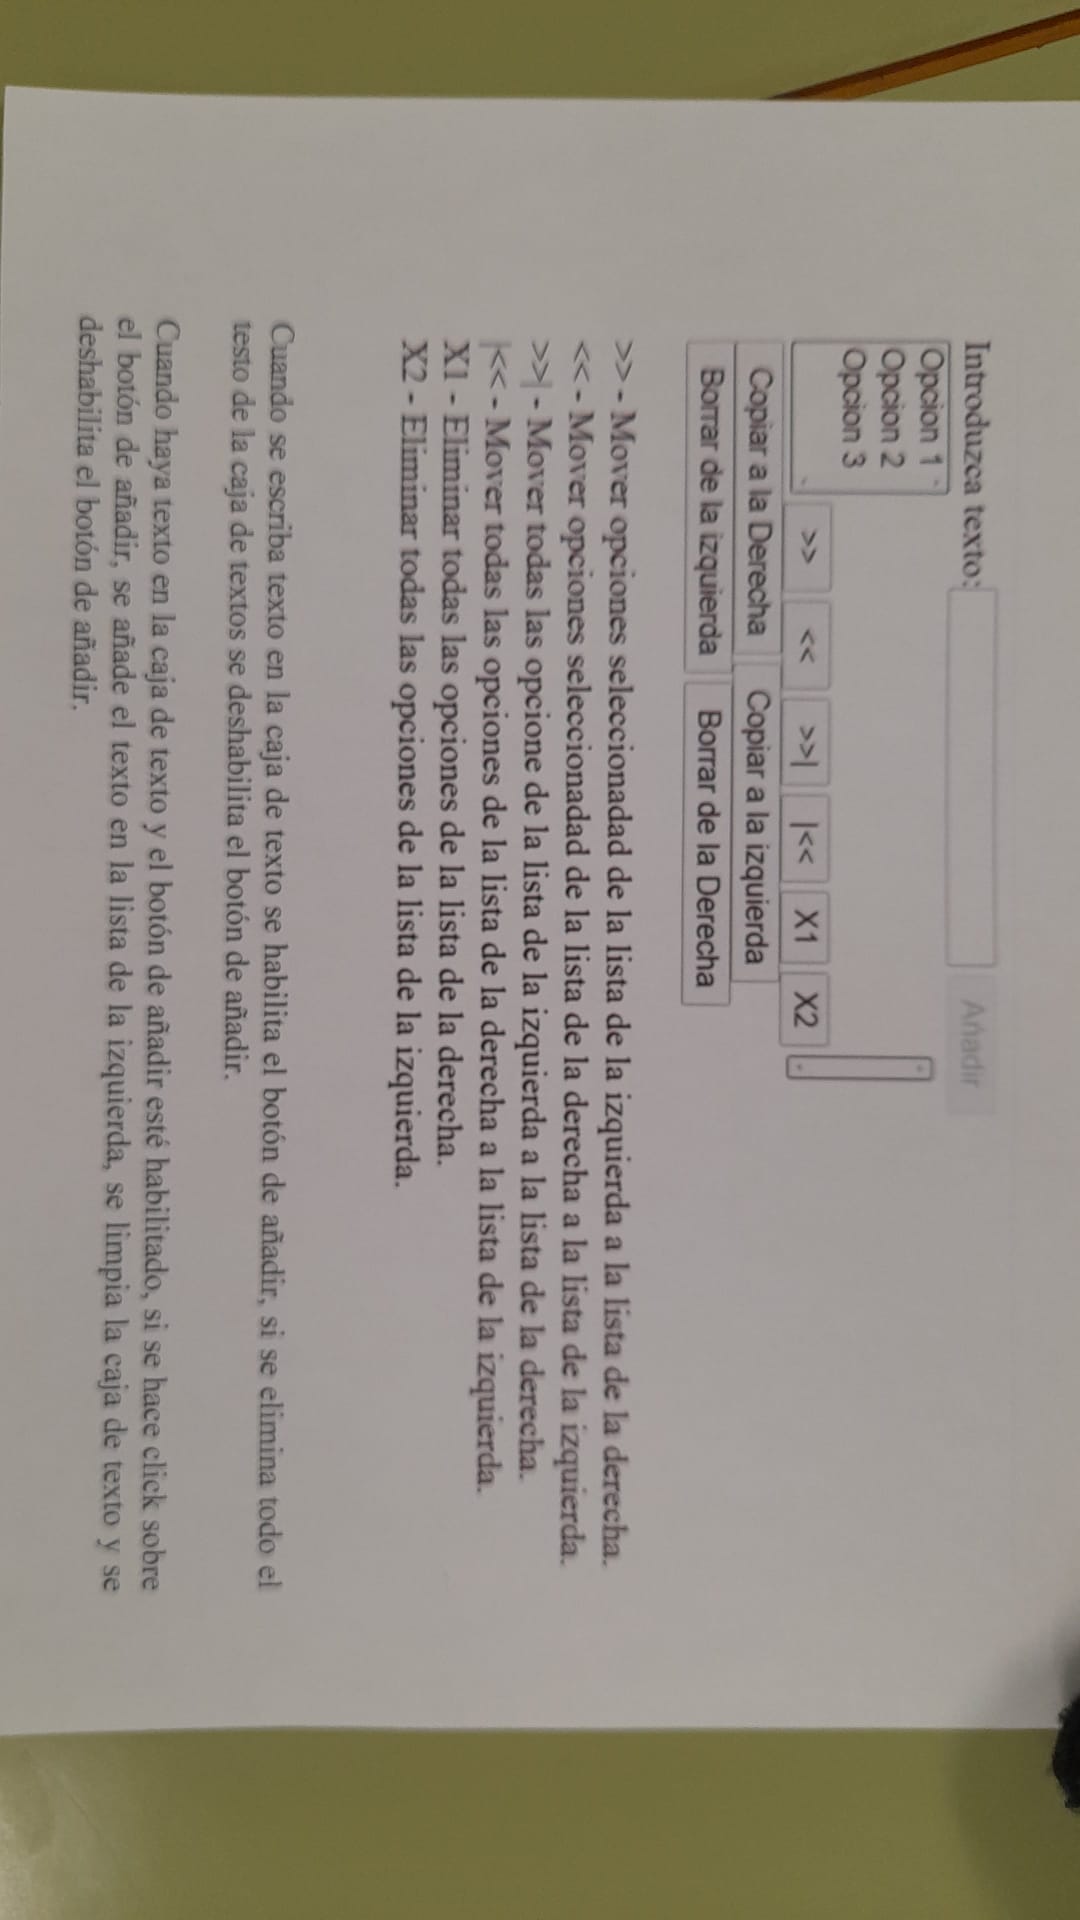 Introduzca texto: Añadir
Opcion 1
Opcion 2
Opcion 3
>> << >>| |<< X1 X2
Copiar a la Derecha Copiar a la izquierda
Borrar de la izquierda Borrar de la Derecha
>> - Mover opciones seleccionadad de la lista de la izquierda a la lista de la derecha.
<< - Mover opciones seleccionadad de la lista de la derecha a la lista de la izquierda.
>>| - Mover todas las opcione de la lista de la izquierda a la lista de la derecha.
|<< - Mover todas las opciones de la lista de la derecha a la lista de la izquierda.
X1 - Eliminar todas las opciones de la lista de la derecha.
X2 - Eliminar todas las opciones de la lista de la izquierda.
Cuando se escriba texto en la caja de texto se habilita el botón de añadir, si se elimina todo el
testo de la caja de textos se deshabilita el botón de añadir.
Cuando haya texto en la caja de texto y el botón de añadir esté habilitado, si se hace click sobre
el botón de añadir, se añade el texto en la lista de la izquierda, se limpia la caja de texto y se
deshabilita el botón de añadir.